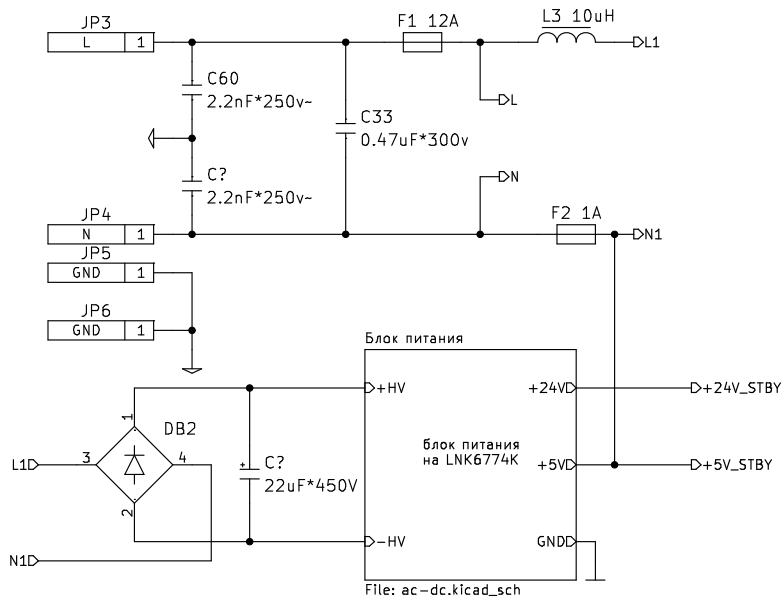 JP3
L 1
F1 12A
L3 10uH
L1
C60
2.2nF*250v~
L
C33
0.47uF*300v
C?
2.2nF*250v~
N
JP4
N 1
F2 1A
N1
JP5
GND 1
JP6
GND 1
Блок питания
+HV
+24V
+24V_STBY
1
DB2
3
4
L1
C?
22uF*450V
блок питания
на LNK6774K
+5V
+5V_STBY
2
-HV
GND
N1
File: ac-dc.kicad_sch